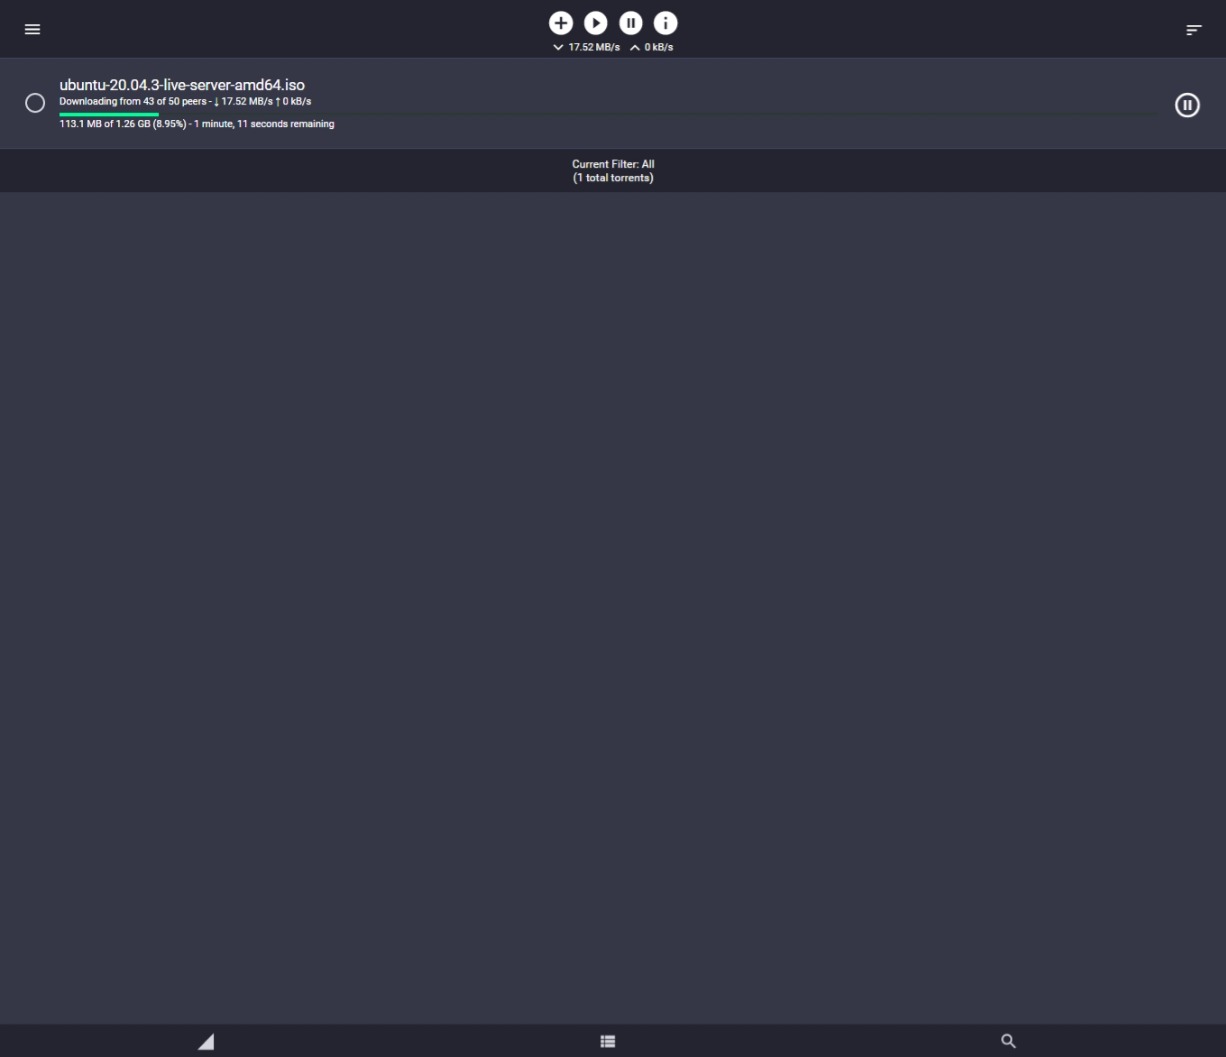 17.52 MB/s 0 kB/s
ubuntu-20.04.3-live-server-amd64.iso
Downloading from 43 of 50 peers - ↓ 17.52 MB/s ↑ 0 kB/s
113.1 MB of 1.26 GB (8.95%) - 1 minute, 11 seconds remaining
Current Filter: All
(1 total torrents)